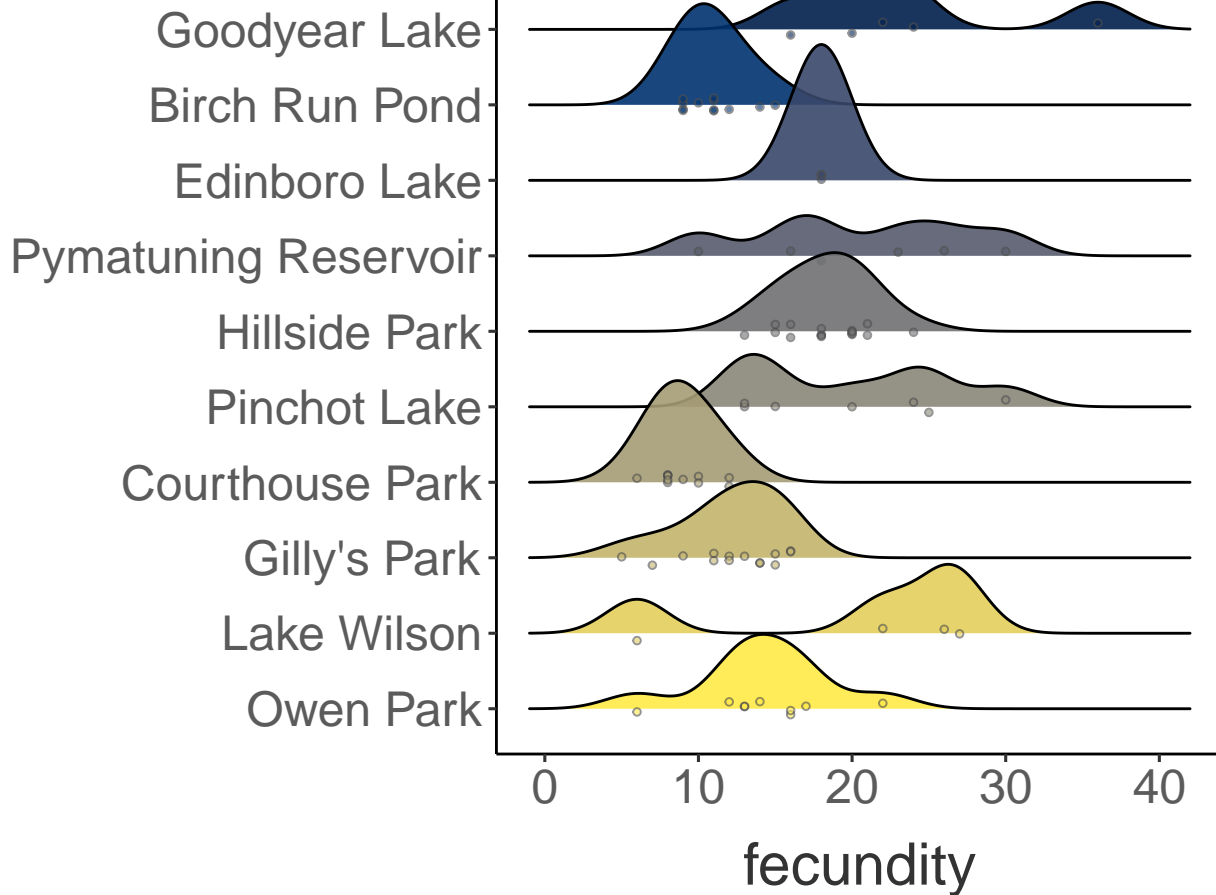 Goodyear Lake
Birch Run Pond
Edinboro Lake
Pymatuning Reservoir
Hillside Park
Pinchot Lake
Courthouse Park
Gilly's Park
Lake Wilson
Owen Park
0 10 20 30 40
fecundity